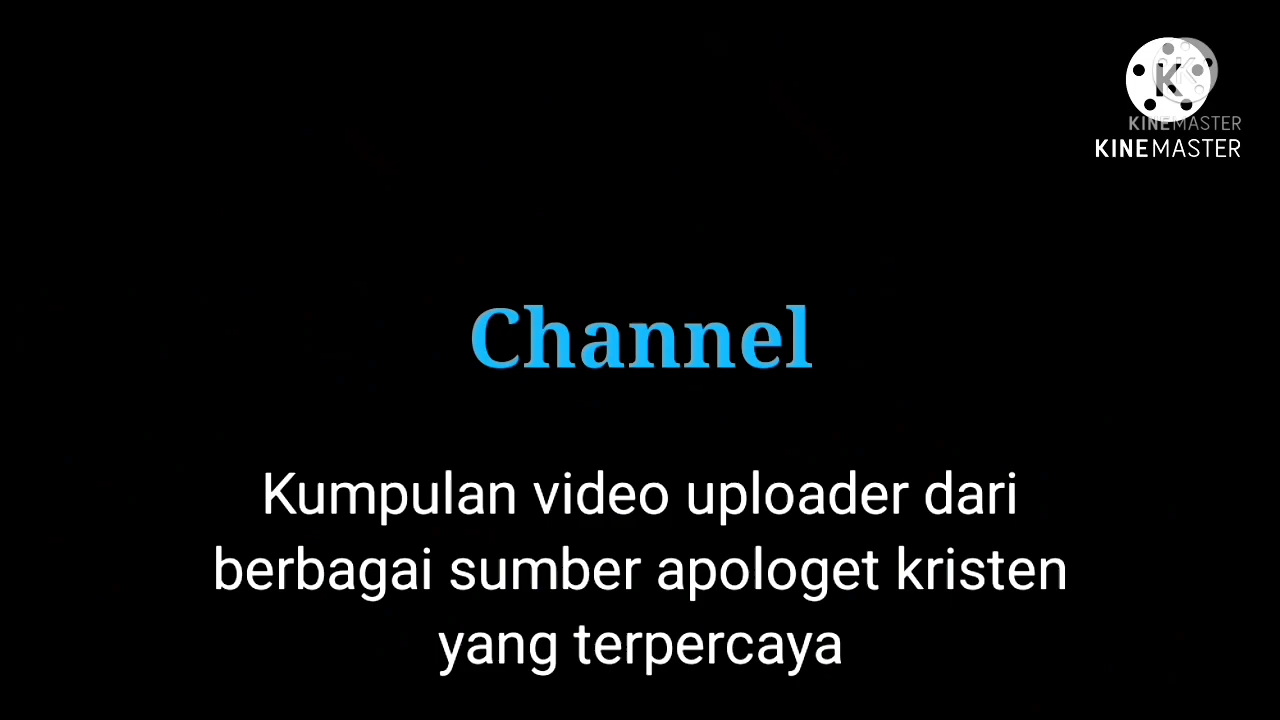 K
KINEMASTER
KINEMASTER
Channel
Kumpulan video uploader dari
berbagai sumber apologet kristen
yang terpercaya